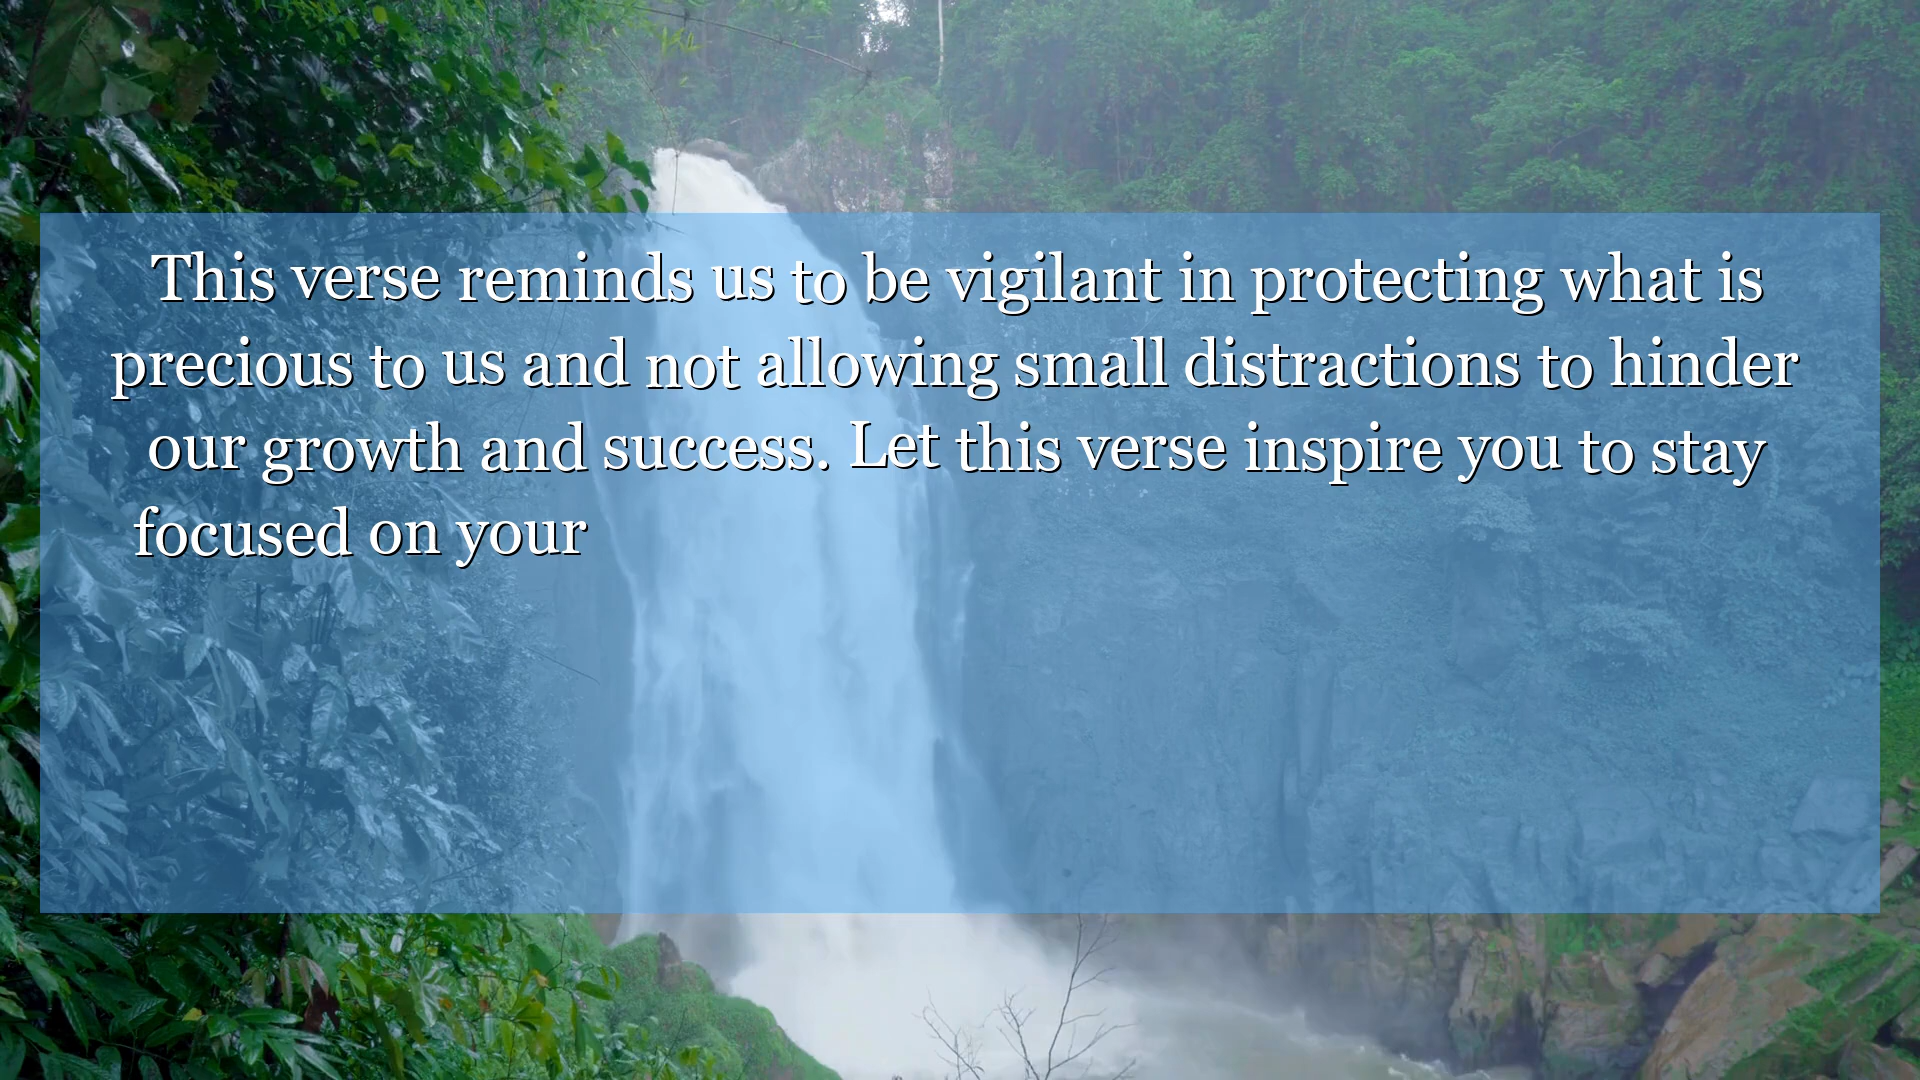 This verse reminds us to be vigilant in protecting what is
precious to us and not allowing small distractions to hinder
our growth and success. Let this verse inspire you to stay
focused on your